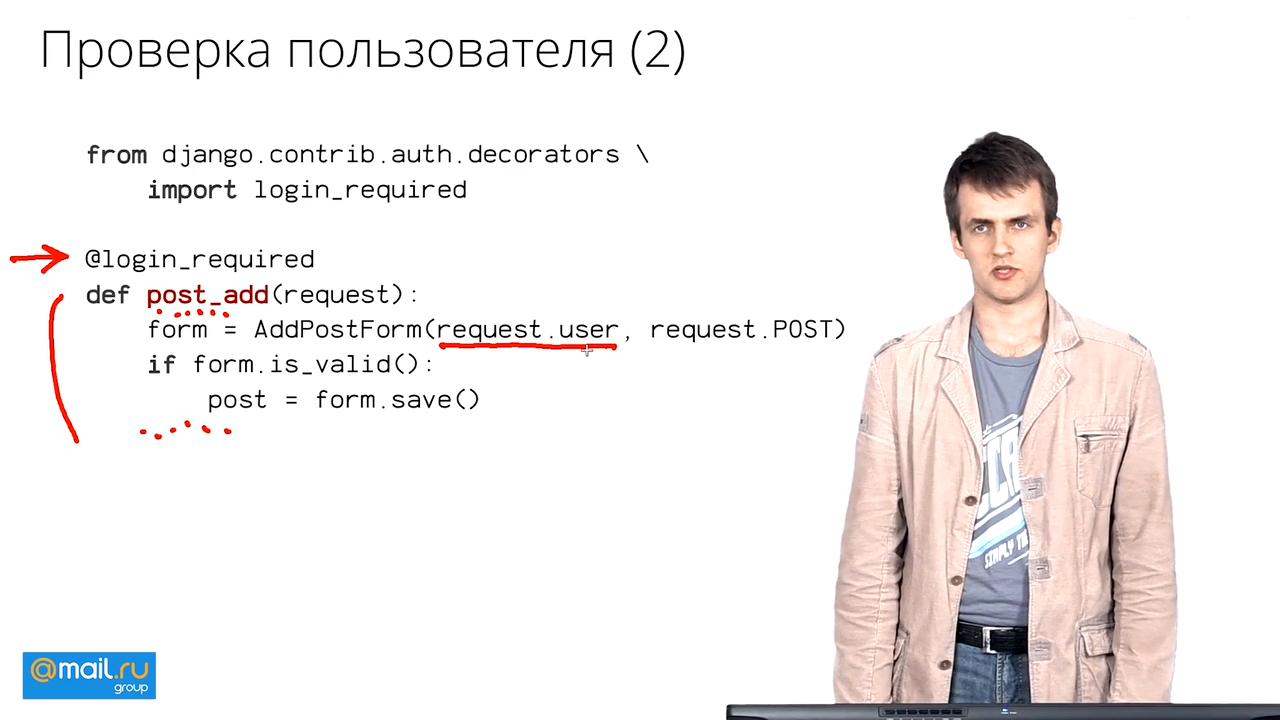 Проверка пользователя (2)
from django.contrib.auth.decorators \
import login_required
@login_required
def post_add(request):
form = AddPostForm(request.user, request.POST)
if form.is_valid():
post = form.save()
SIMPLY
@mail.ru
group